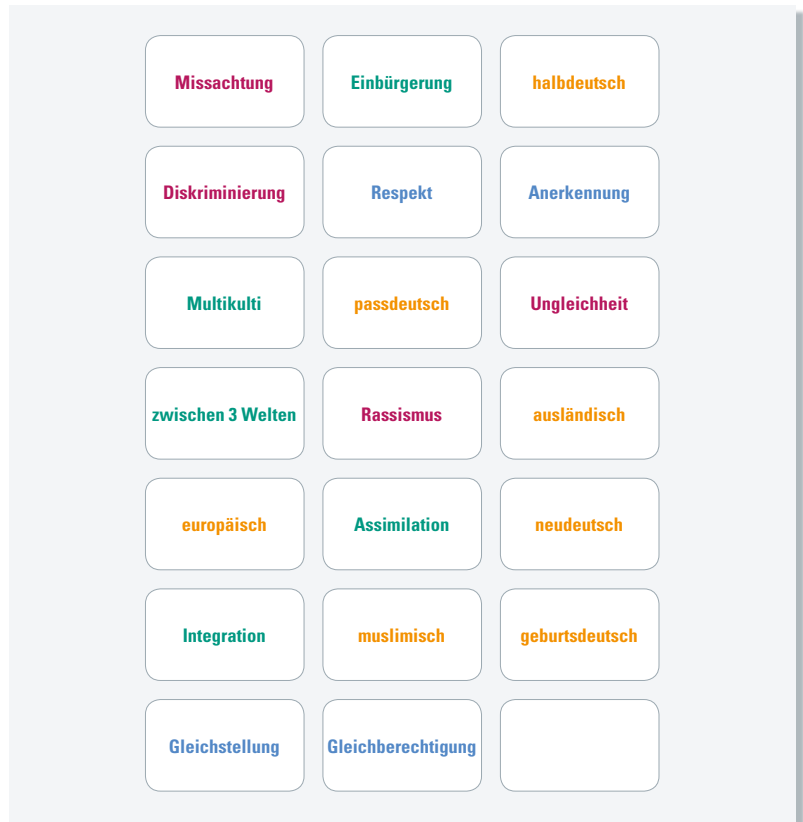 Missachtung
Einbürgerung
halbdeutsch
Diskriminierung
Respekt
Anerkennung
Multikulti
passdeutsch
Ungleichheit
zwischen 3 Welten
Rassismus
ausländisch
europäisch
Assimilation
neudeutsch
Integration
muslimisch
geburtsdeutsch
Gleichstellung
Gleichberechtigung